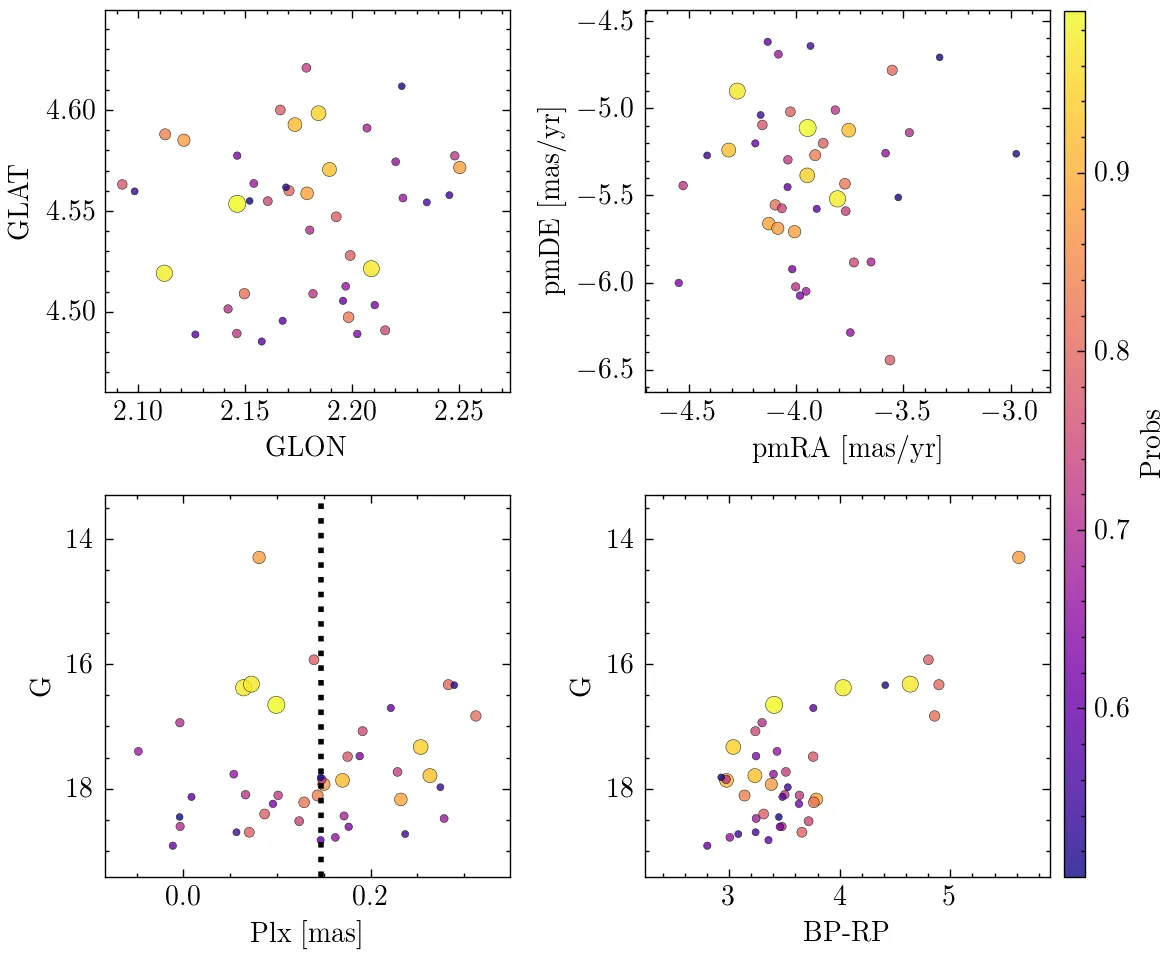 4.60
4.55
4.50
GLAT
2.10 2.15 2.20 2.25
GLON
−4.5
−5.0
−5.5
−6.0
−6.5
pmDE [mas/yr]
−4.5 −4.0 −3.5 −3.0
pmRA [mas/yr]
14
16
18
G
0.0 0.2
Plx [mas]
14
16
18
G
3 4 5
BP-RP
0.9
0.8
0.7
0.6
Probs